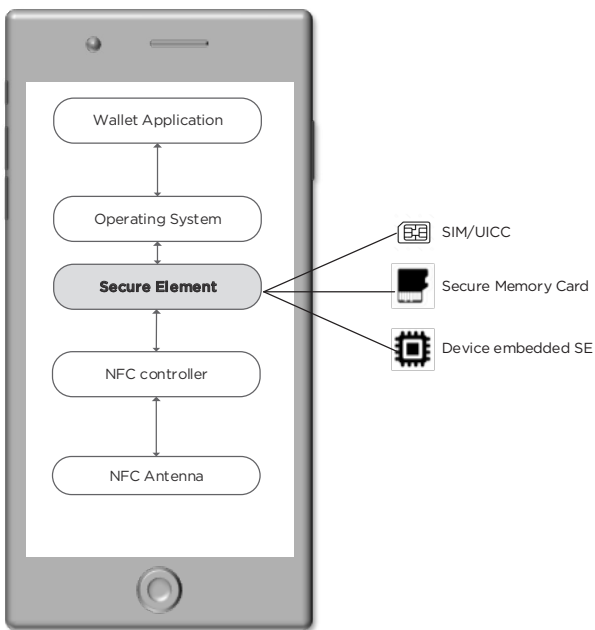 Wallet Application
Operating System
Secure Element
NFC controller
NFC Antenna
SIM/UICC
Secure Memory Card
Device embedded SE